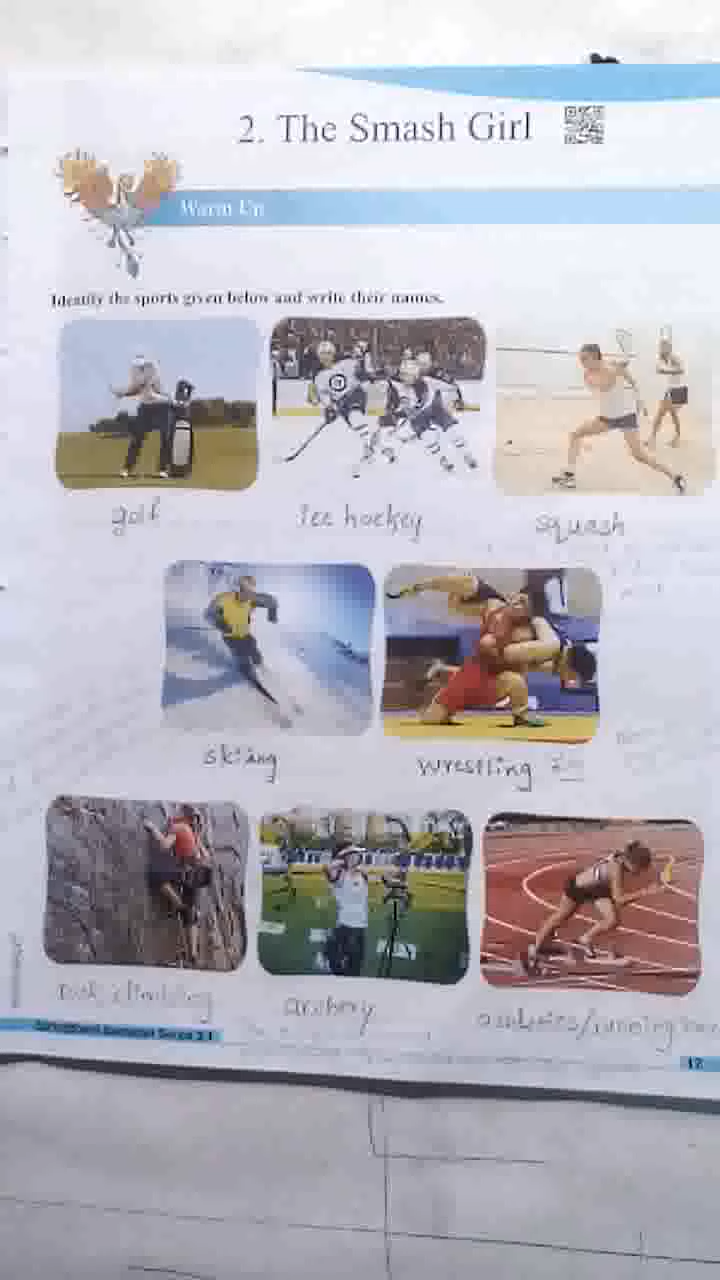 2. The Smash Girl
Warm Up
Identify the sports given below and write their names.
golf
Ice hockey
squash
skiing
wrestling
rock climbing
archery
athletics/running
17